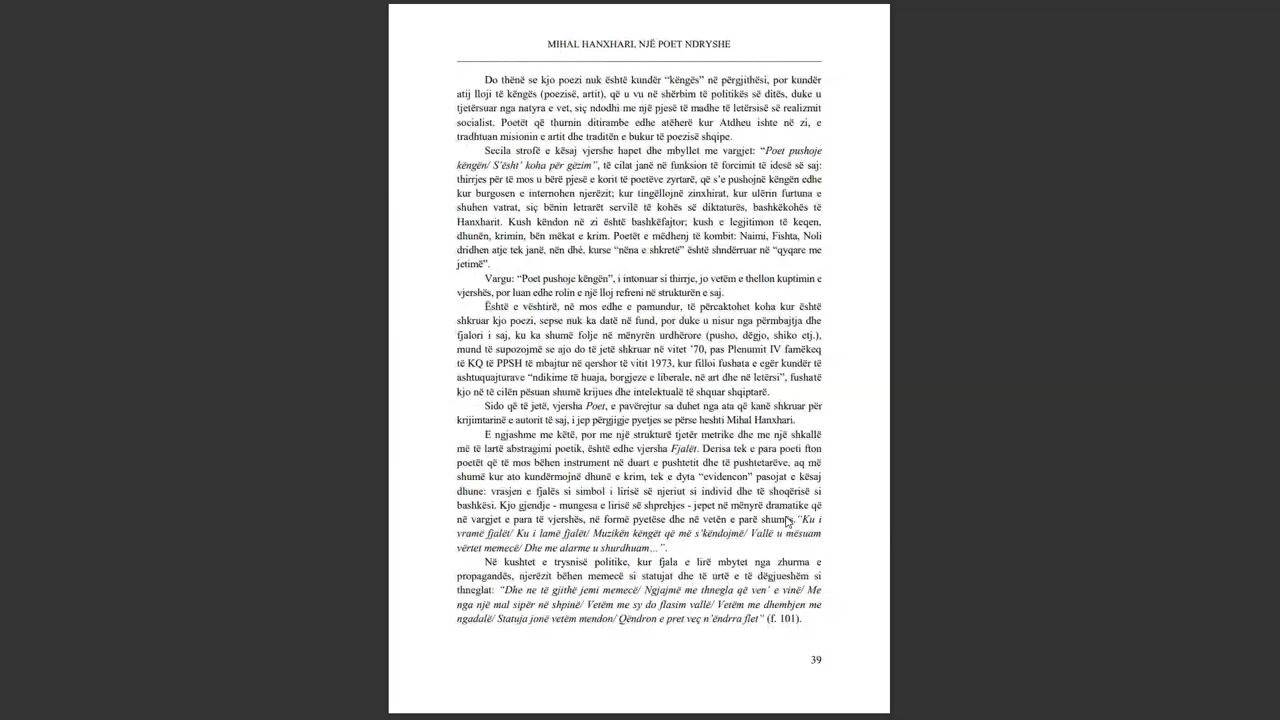 MIHAL HANXHARI, NJË POET NDRYSHE
Do thënë se kjo poezi nuk është kundër “këngës” në përgjithësi, por kundër
atij lloji të këngës (poezisë, artit), që u vu në shërbim të politikës së ditës, duke u
tjetërsuar nga natyra e vet, siç ndodhi me një pjesë të madhe të letërsisë së realizmit
socialist. Poetët që thurnin ditirambe edhe atëherë kur Atdheu ishte në zi, e
tradhtuan misionin e artit dhe traditën e bukur të poezisë shqipe.
Secila strofë e kësaj vjershe hapet dhe mbyllet me vargjet: “Poet pushoje
këngën/ S’ësht’ koha për gëzim”, të cilat janë në funksion të forcimit të idesë së saj:
thirrjes për të mos u bërë pjesë e korit të poetëve zyrtarë, që s’e pushojnë këngën edhe
kur burgosen e internohen njerëzit; kur tingëllojnë zinxhirat, kur ulërin furtuna e
shuhen vatrat, siç bënin letrarët servilë të kohës së diktaturës, bashkëkohës të
Hanxharit. Kush këndon në zi është bashkëfajtor; kush e legjitimon të keqen,
dhunën, krimin, bën mëkat e krim. Poetët e mëdhenj të kombit: Naimi, Fishta, Noli
dridhen atje tek janë, nën dhé, kurse “nëna e shkretë” është shndërruar në “qyqare me
jetimë”.
Vargu: “Poet pushoje këngën”, i intonuar si thirrje, jo vetëm e thellon kuptimin e
vjershës, por luan edhe rolin e një lloj refreni në strukturën e saj.
Është e vështirë, në mos edhe e pamundur, të përcaktohet koha kur është
shkruar kjo poezi, sepse nuk ka datë në fund, por duke u nisur nga përmbajtja dhe
fjalori i saj, ku ka shumë folje në mënyrën urdhërore (pusho, dëgjo, shiko etj.),
mund të supozojmë se ajo do të jetë shkruar në vitet ’70, pas Plenumit IV famëkeq
të KQ të PPSH të mbajtur në qershor të vitit 1973, kur filloi fushata e egër kundër të
ashtuquajturave “ndikime të huaja, borgjeze e liberale, në art dhe në letërsi”, fushatë
kjo në të cilën pësuan shumë krijues dhe intelektualë të shquar shqiptarë.
Sido që të jetë, vjersha Poet, e pavërejtur sa duhet nga ata që kanë shkruar për
krijimtarinë e autorit të saj, i jep përgjigje pyetjes se përse heshti Mihal Hanxhari.
E ngjashme me këtë, por me një strukturë tjetër metrike dhe me një shkallë
më të lartë abstragimi poetik, është edhe vjersha Fjalët. Derisa tek e para poeti fton
poetët që të mos bëhen instrument në duart e pushtetit dhe të pushtetarëve, aq më
shumë kur ato kundërmojnë dhunë e krim, tek e dyta “evidencon” pasojat e kësaj
dhune: vrasjen e fjalës si simbol i lirisë së njeriut si individ dhe të shoqërisë si
bashkësi. Kjo gjendje - mungesa e lirisë së shprehjes - jepet në mënyrë dramatike që
në vargjet e para të vjershës, në formë pyetëse dhe në vetën e parë shumës. “Ku i
vramë fjalët/ Ku i lamë fjalët/ Muzikën këngët që më s’këndojmë/ Vallë u mësuam
vërtet memecë/ Dhe me alarme u shurdhuam…”.
Në kushtet e trysnisë politike, kur fjala e lirë mbytet nga zhurma e
propagandës, njerëzit bëhen memecë si statujat dhe të urtë e të dëgjueshëm si
thneglat: “Dhe ne të gjithë jemi memecë/ Ngjajmë me thnegla që ven’ e vinë/ Me
nga një mal sipër në shpinë/ Vetëm me sy do flasim vallë/ Vetëm me dhembjen me
ngadalë/ Statuja jonë vetëm mendon/ Qëndron e pret veç n’ëndrra flet” (f. 101).
39